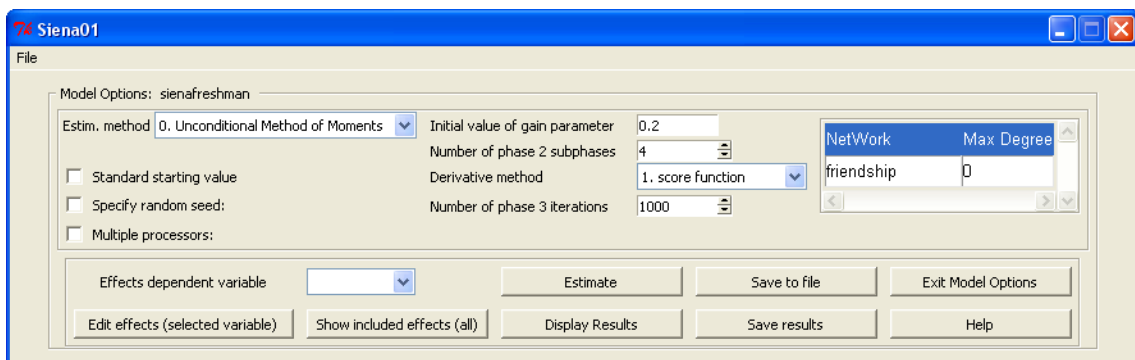 Siena01
File
Model Options: sienafreshman
Estim. method 0. Unconditional Method of Moments
Initial value of gain parameter 0.2
Number of phase 2 subphases 4
Standard starting value
Derivative method 1. score function
Specify random seed:
Number of phase 3 iterations 1000
Multiple processors:
NetWork Max Degree
friendship 0
Effects dependent variable
Estimate
Save to file
Exit Model Options
Edit effects (selected variable)
Show included effects (all)
Display Results
Save results
Help